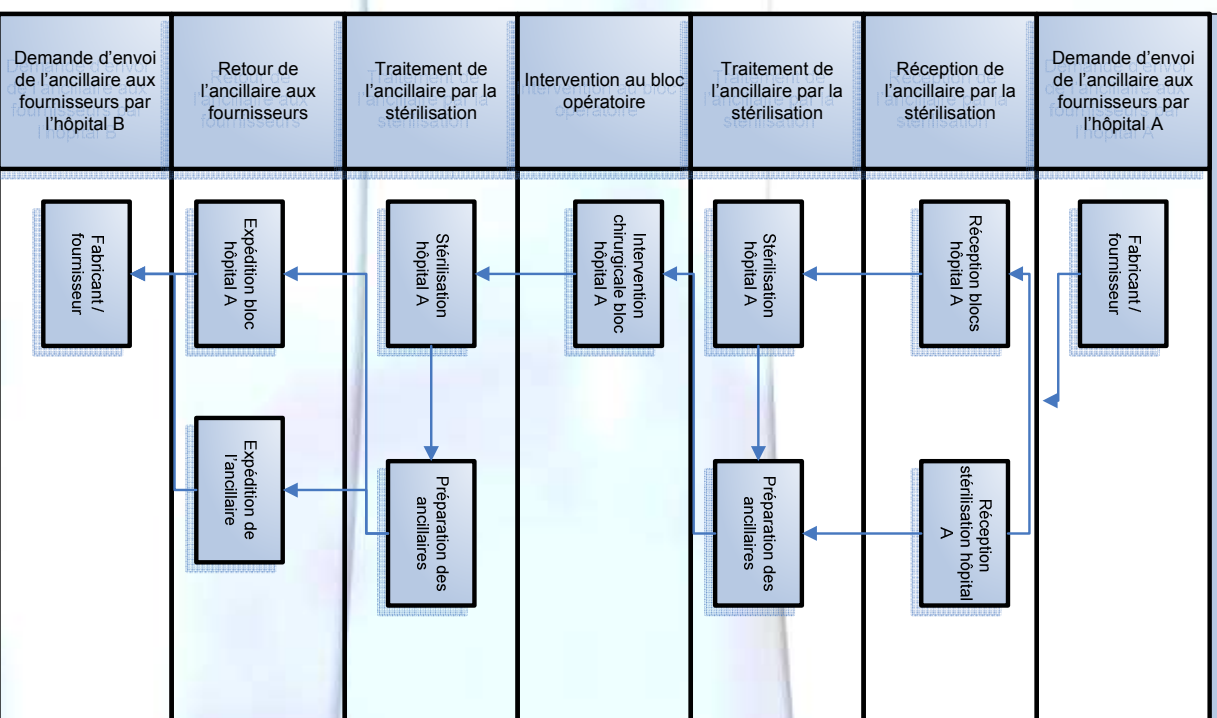 Demande d’envoi
de l’ancillaire aux
fournisseurs par
l’hôpital B
Retour de
l’ancillaire aux
fournisseurs
Traitement de
l’ancillaire par la
stérilisation
Intervention au bloc
opératoire
Traitement de
l’ancillaire par la
stérilisation
Réception de
l’ancillaire par la
stérilisation
Demande d’envoi
de l’ancillaire aux
fournisseurs par
l’hôpital A
Fabricant /
fournisseur
Expédition bloc
hôpital A
Stérilisation
hôpital A
Intervention
chirurgicale bloc
hôpital A
Stérilisation
hôpital A
Réception blocs
hôpital A
Fabricant /
fournisseur
Expédition de
l’ancillaire
Préparation des
ancillaires
Préparation des
ancillaires
Réception
stérilisation hôpital
A